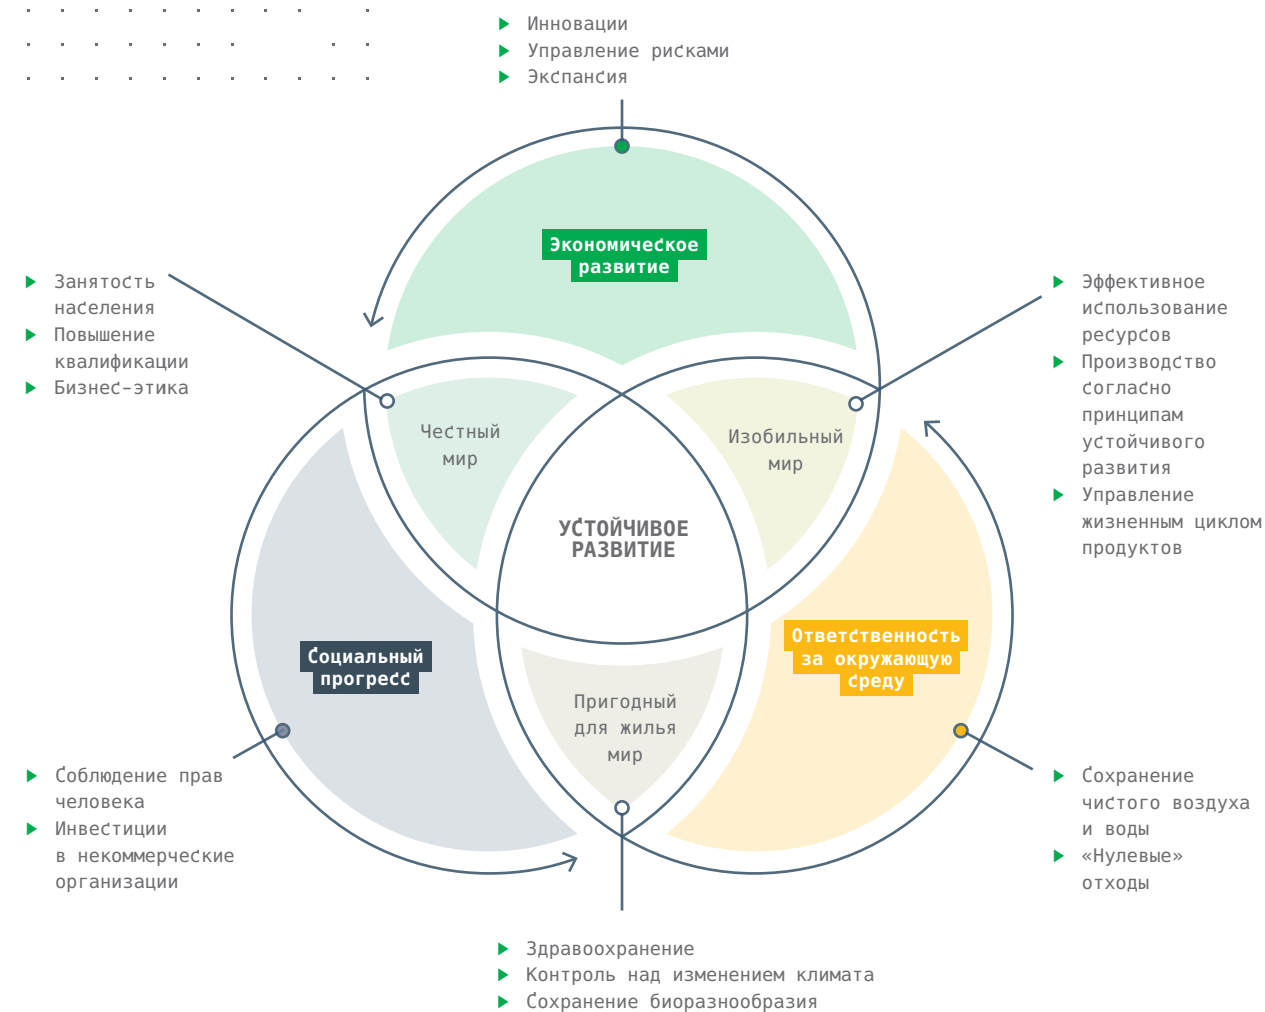 Инновации
Управление рисками
Экспансия
Экономическое
развитие
Занятость
населения
Повышение
квалификации
Бизнес-этика
Эффективное
использование
ресурсов
Производство
согласно
принципам
устойчивого
развития
Управление
жизненным циклом
продуктов
Честный
мир
Изобильный
мир
УСТОЙЧИВОЕ
РАЗВИТИЕ
Социальный
прогресс
Ответственность
за окружающую
среду
Пригодный
для жилья
мир
Соблюдение прав
человека
Инвестиции
в некоммерческие
организации
Сохранение
чистого воздуха
и воды
«Нулевые»
отходы
Здравоохранение
Контроль над изменением климата
Сохранение биоразнообразия